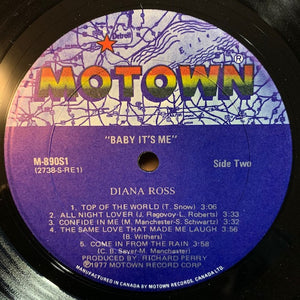 Detroit
MOTOWN®
"BABY IT'S ME"
M-890S1
(2738-S-RE1)
Side Two
DIANA ROSS
1. TOP OF THE WORLD (T. Snow) 3:06
2. ALL NIGHT LOVER (J. Ragovoy-L. Roberts) 3:33
3. CONFIDE IN ME (M. Manchester-S. Schwartz) 3:23
4. THE SAME LOVE THAT MADE ME LAUGH 3:53
(B. Withers)
5. COME IN FROM THE RAIN 3:58
(C. B. Sayer-M. Manchester)
PRODUCED BY: RICHARD PERRY
℗1977 MOTOWN RECORD CORP.
MANUFACTURED IN CANADA BY MOTOWN RECORDS, CANADA LTD.